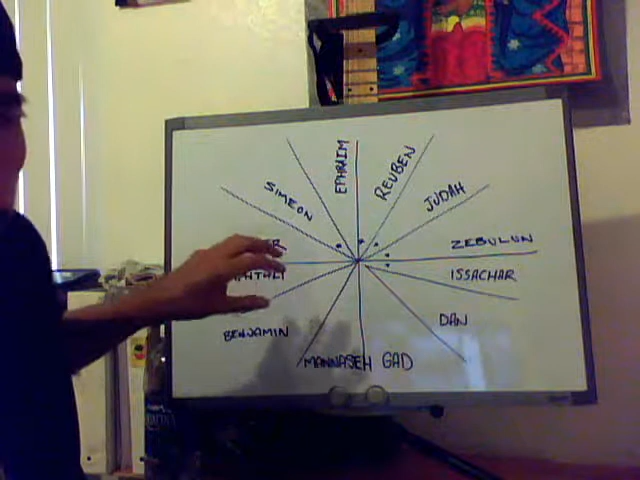 EPHRAIM
REUBEN
SIMEON
JUDAH
ZEBULUN
ISSACHAR
BENJAMIN
DAN
MANNASEH GAD